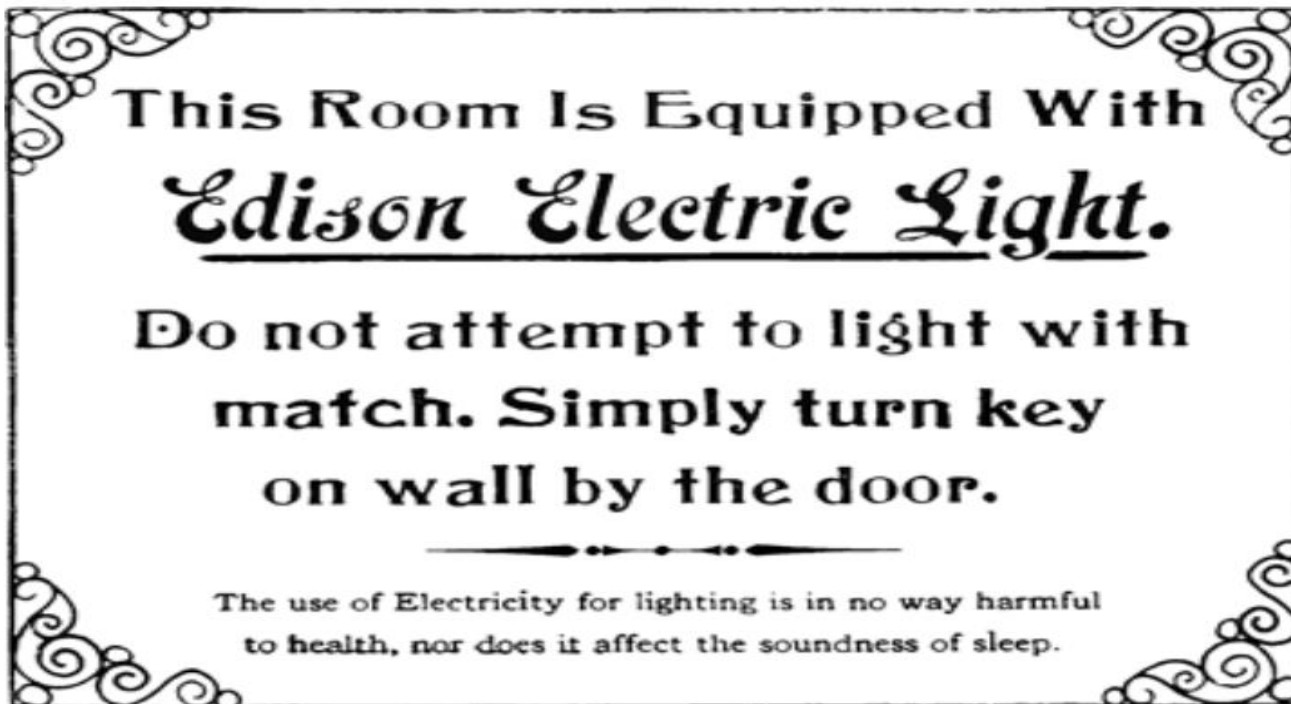 This Room Is Equipped With
Edison Electric Light.
Do not attempt to light with
match. Simply turn key
on wall by the door.
The use of Electricity for lighting is in no way harmful
to health, nor does it affect the soundness of sleep.